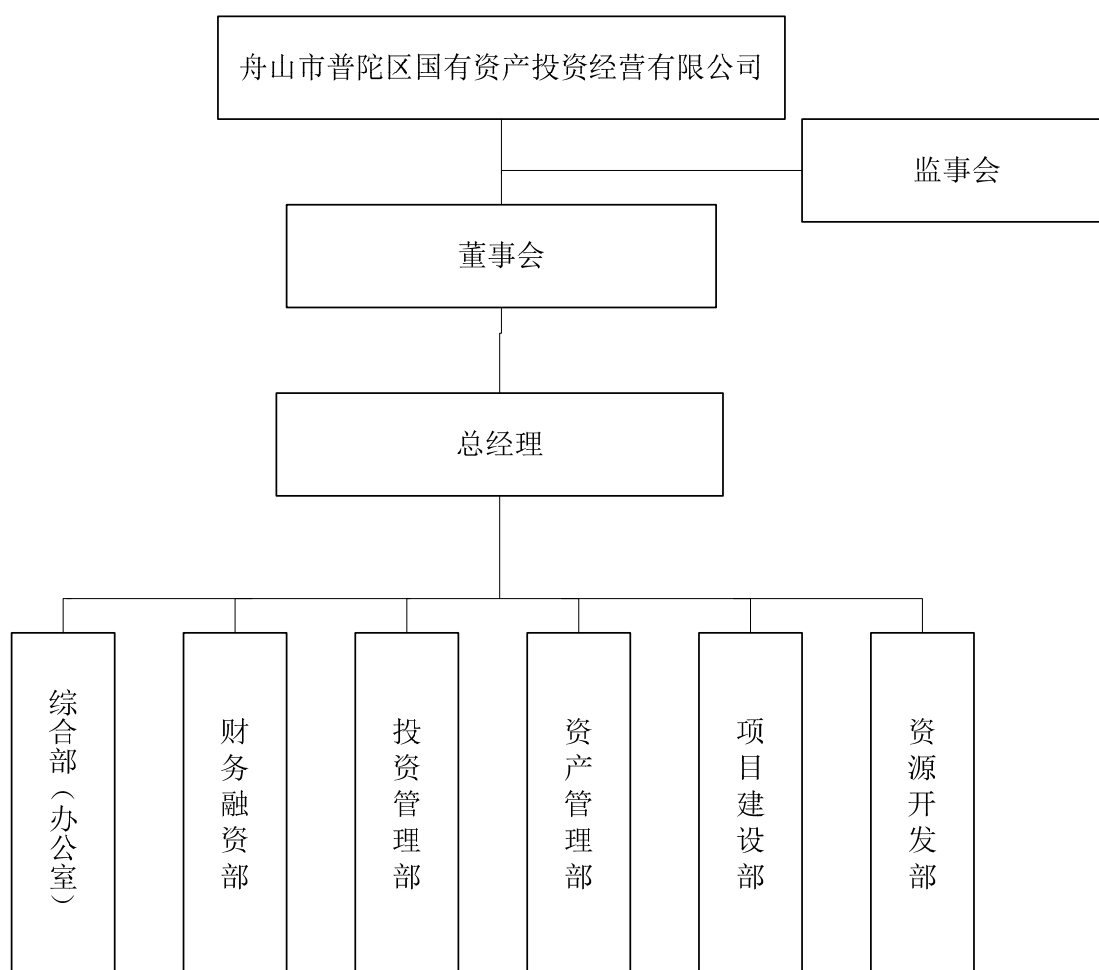 舟山市普陀区国有资产投资经营有限公司
监事会
董事会
总经理
综合部（办公室）
财务融资部
投资管理部
资产管理部
项目建设部
资源开发部